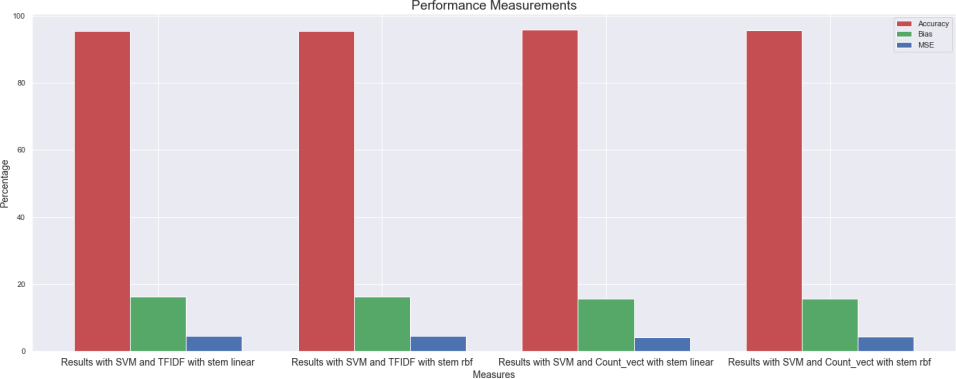 Performance Measurements
100
80
60
40
20
0
Percentage
Accuracy
Bias
MSE
Results with SVM and TFIDF with stem linear
Results with SVM and TFIDF with stem rbf
Results with SVM and Count_vect with stem linear
Results with SVM and Count_vect with stem rbf
Measures